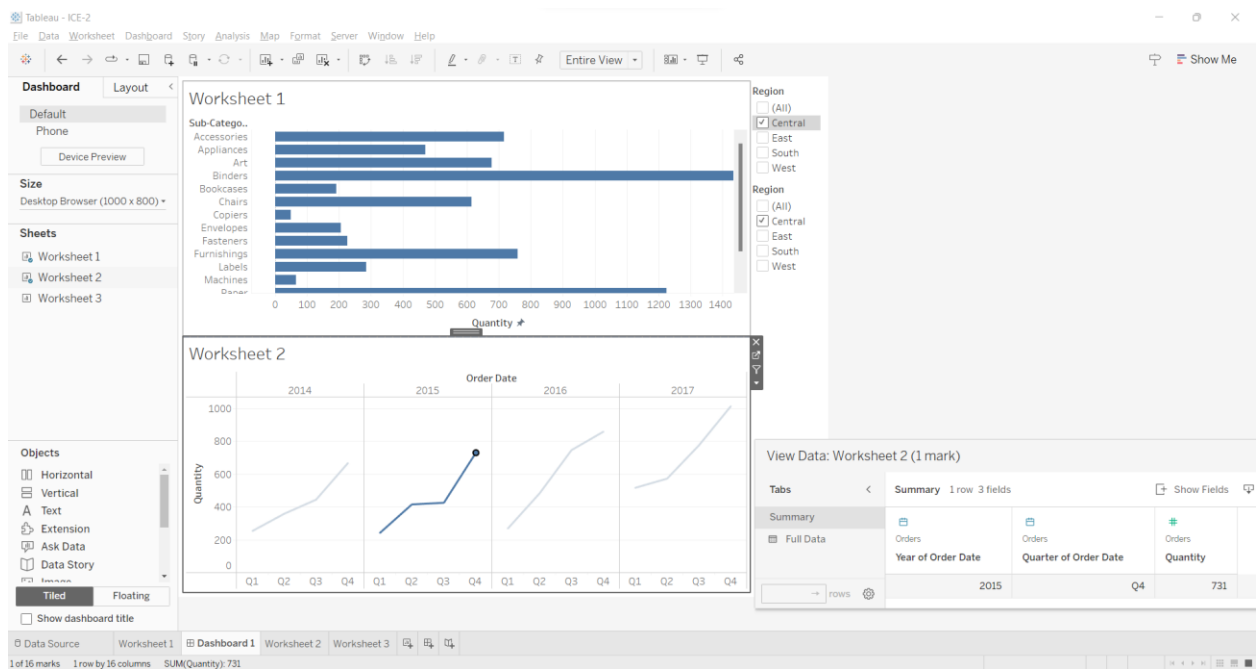 Tableau - ICE-2
File Data Worksheet Dashboard Story Analysis Map Format Server Window Help
Entire View
Show Me
Dashboard Layout
Default
Phone
Device Preview
Size
Desktop Browser (1000 x 800)
Sheets
Worksheet 1
Worksheet 2
Worksheet 3
Objects
Horizontal
Vertical
Text
Extension
Ask Data
Data Story
Image
Tiled Floating
Show dashboard title
Worksheet 1
Sub-Catego..
Accessories
Appliances
Art
Binders
Bookcases
Chairs
Copiers
Envelopes
Fasteners
Furnishings
Labels
Machines
Paper
0 100 200 300 400 500 600 700 800 900 1000 1100 1200 1300 1400
Quantity
Region
(All)
Central
East
South
West
Region
(All)
Central
East
South
West
Worksheet 2
Order Date
2014 2015 2016 2017
Quantity
1000
800
600
400
200
0
Q1 Q2 Q3 Q4 Q1 Q2 Q3 Q4 Q1 Q2 Q3 Q4 Q1 Q2 Q3 Q4
View Data: Worksheet 2 (1 mark)
Tabs
Summary
Full Data
rows
Summary 1 row 3 fields
Show Fields
Orders Orders Orders
Year of Order Date Quarter of Order Date Quantity
2015 Q4 731
Data Source Worksheet 1 Dashboard 1 Worksheet 2 Worksheet 3
1 of 16 marks 1 row by 16 columns SUM(Quantity): 731